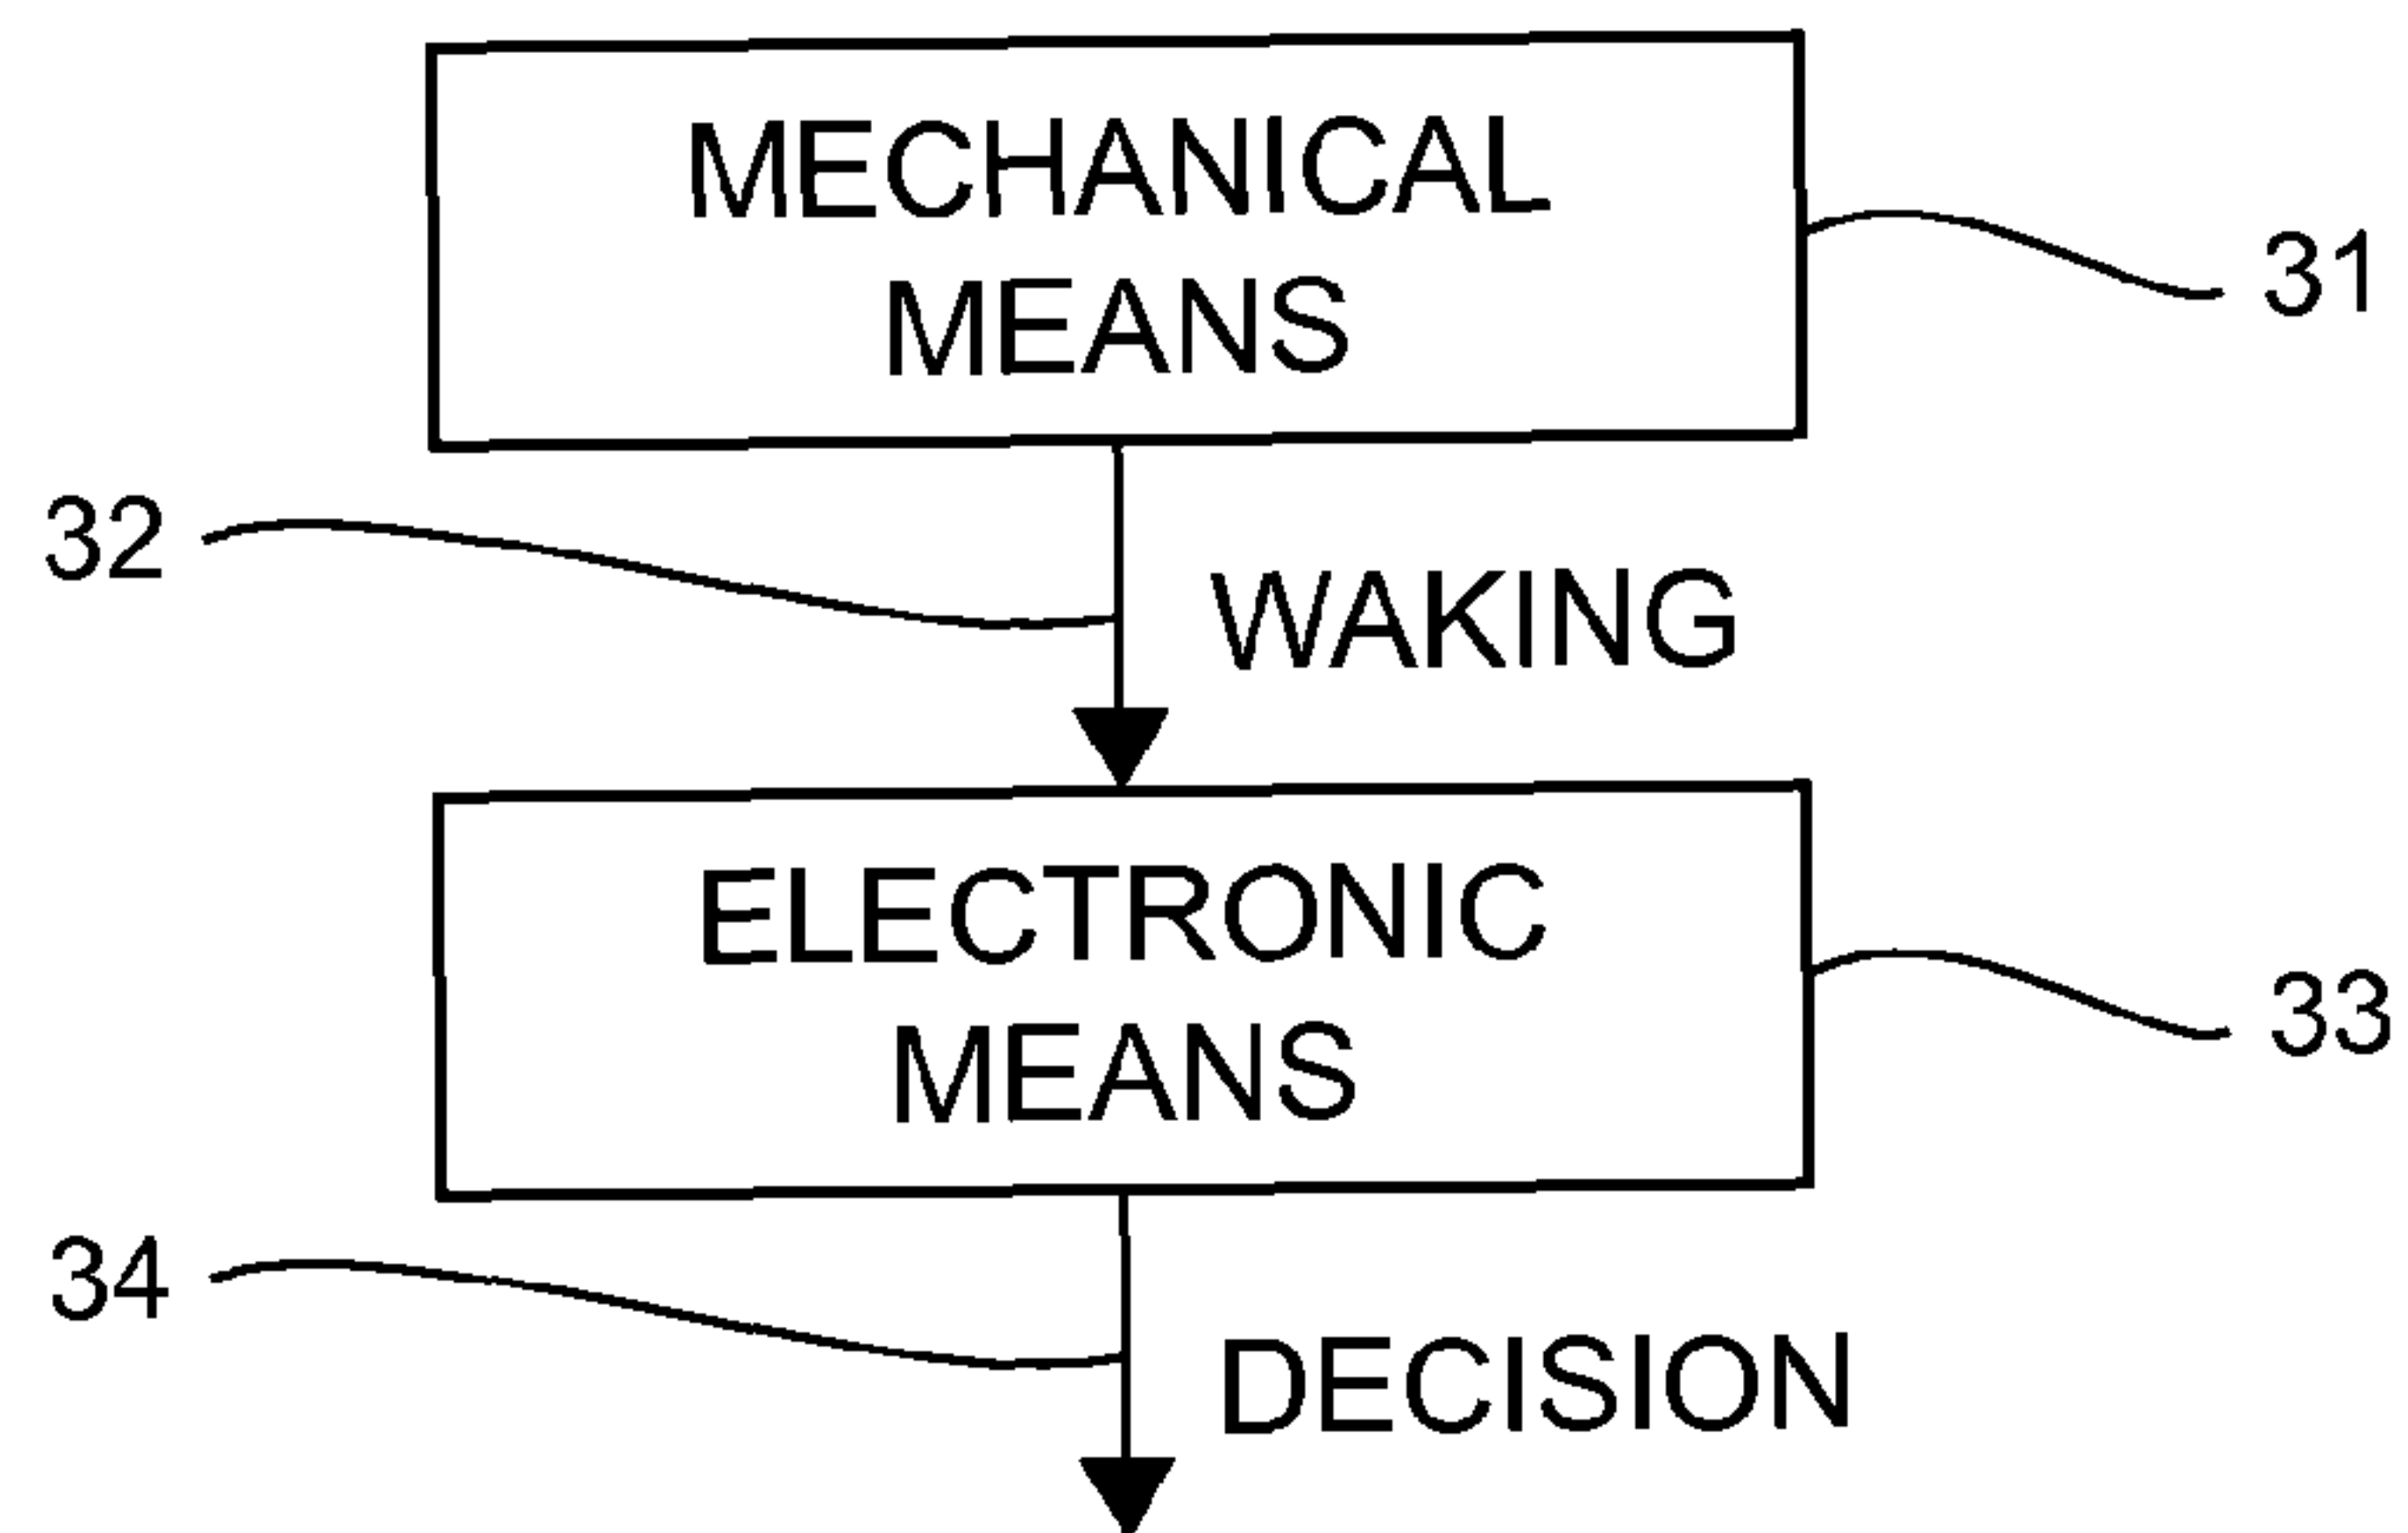 MECHANICAL
MEANS
31
32
WAKING
ELECTRONIC
MEANS
33
34
DECISION